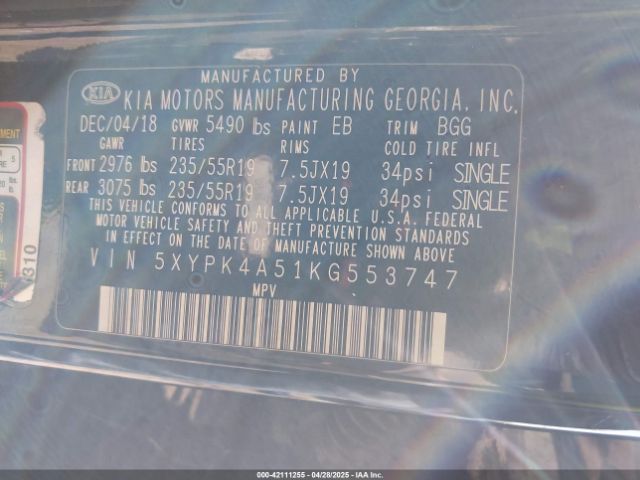 MANUFACTURED BY
KIA KIA MOTORS MANUFACTURING GEORGIA, INC.
DEC/04/18 GVWR 5490 lbs PAINT EB TRIM BGG
GAWR TIRES RIMS COLD TIRE INFL
FRONT 2976 lbs 235/55R19 7.5JX19 34psi SINGLE
REAR 3075 lbs 235/55R19 7.5JX19 34psi SINGLE
THIS VEHICLE CONFORMS TO ALL APPLICABLE U.S.A. FEDERAL
MOTOR VEHICLE SAFETY AND THEFT PREVENTION STANDARDS
IN EFFECT ON THE DATE OF MANUFACTURE SHOWN ABOVE
VIN 5XYPK4A51KG553747
MPV
1310
000-42111255 04/28/2025 IAA Inc.